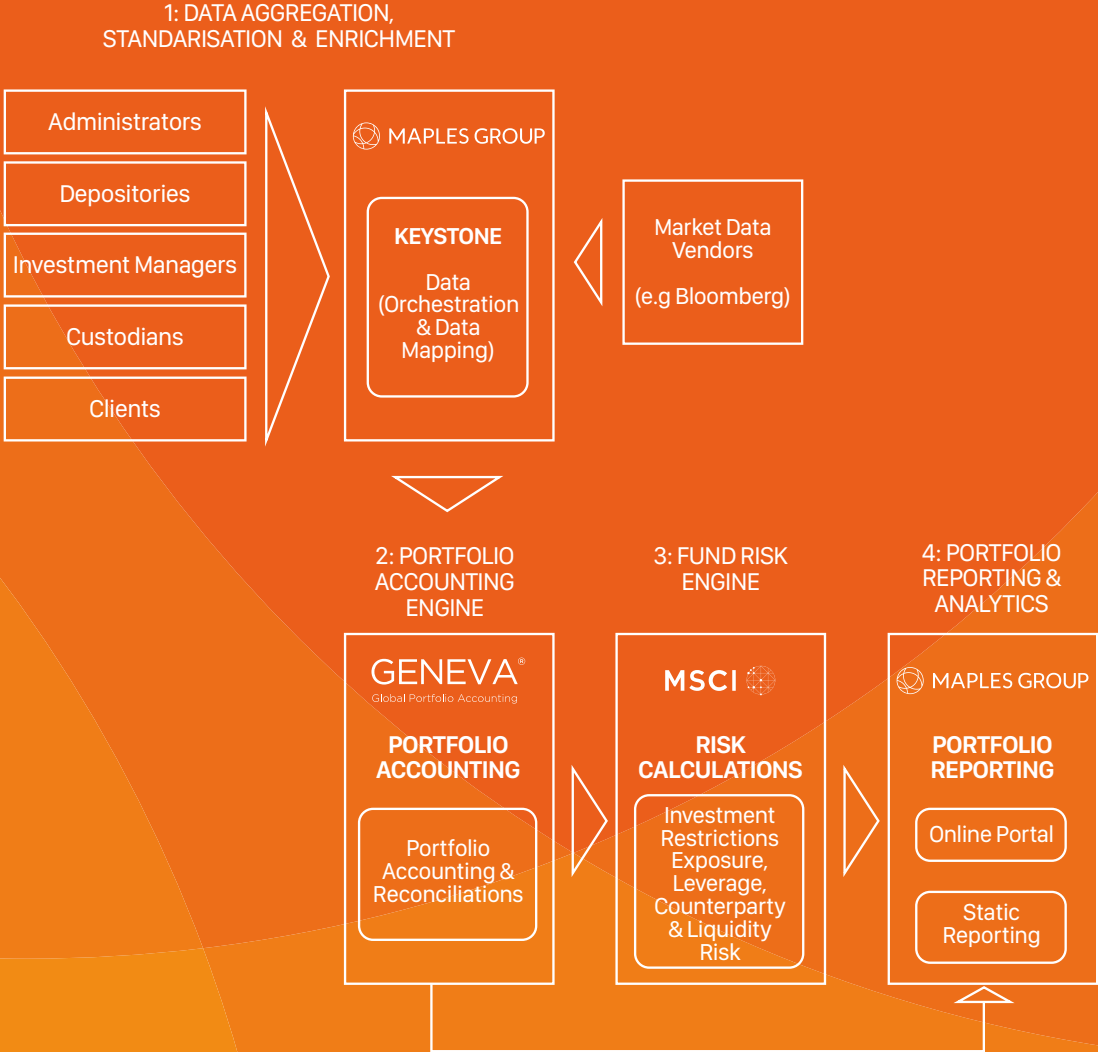 1: DATA AGGREGATION,
STANDARISATION & ENRICHMENT
Administrators
Depositories
Investment Managers
Custodians
Clients
MAPLES GROUP
KEYSTONE
Data
(Orchestration
& Data
Mapping)
Market Data
Vendors
(e.g Bloomberg)
2: PORTFOLIO
ACCOUNTING
ENGINE
GENEVA®
Global Portfolio Accounting
PORTFOLIO
ACCOUNTING
Portfolio
Accounting &
Reconciliations
3: FUND RISK
ENGINE
MSCI
RISK
CALCULATIONS
Investment
Restrictions
Exposure,
Leverage,
Counterparty
& Liquidity
Risk
4: PORTFOLIO
REPORTING &
ANALYTICS
MAPLES GROUP
PORTFOLIO
REPORTING
Online Portal
Static
Reporting